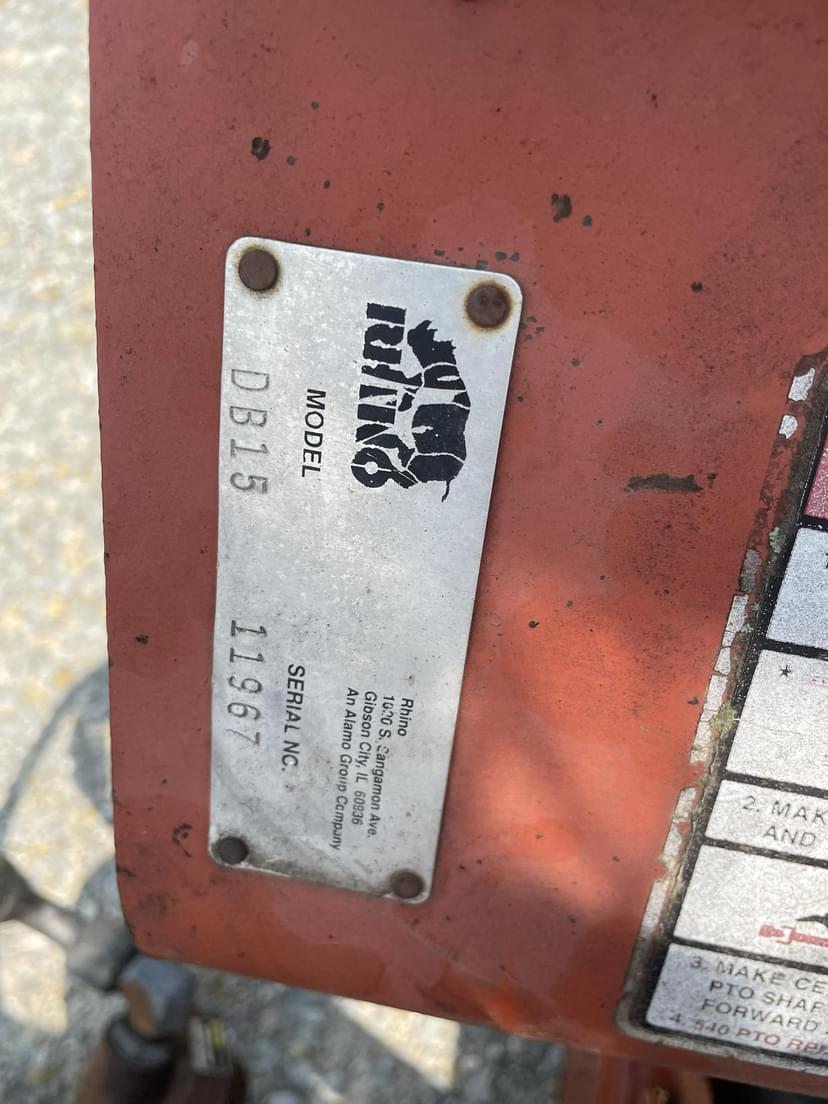 RHINO
MODEL
DB15
Rhino
1020 S. Sangamon Ave.
Gibson City, IL 60936
An Alamo Group Company
SERIAL NO.
11967
2. MAK
AND
3. MAKE CE
PTO SHAF
FORWARD
4. 540 PTO RP